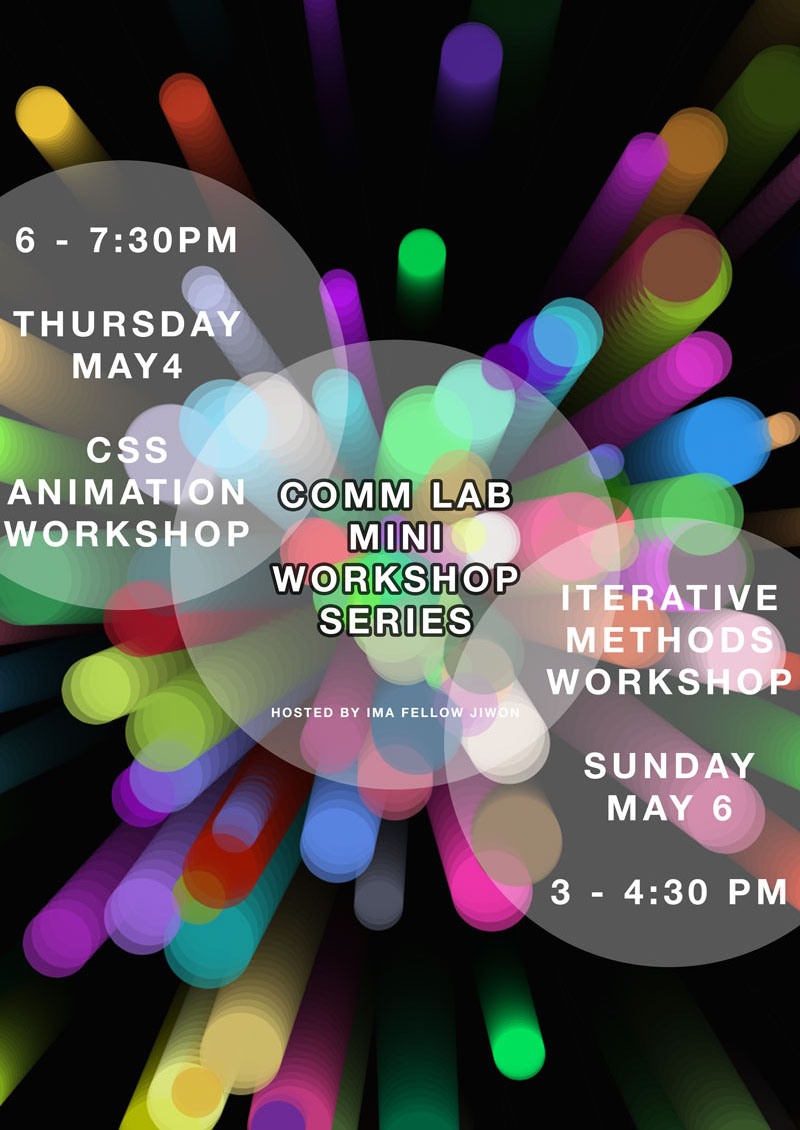 6 - 7:30PM
THURSDAY
MAY4
CSS
ANIMATION
WORKSHOP
COMM LAB
MINI
WORKSHOP
SERIES
HOSTED BY IMA FELLOW JIWON
ITERATIVE
METHODS
WORKSHOP
SUNDAY
MAY 6
3 - 4:30 PM